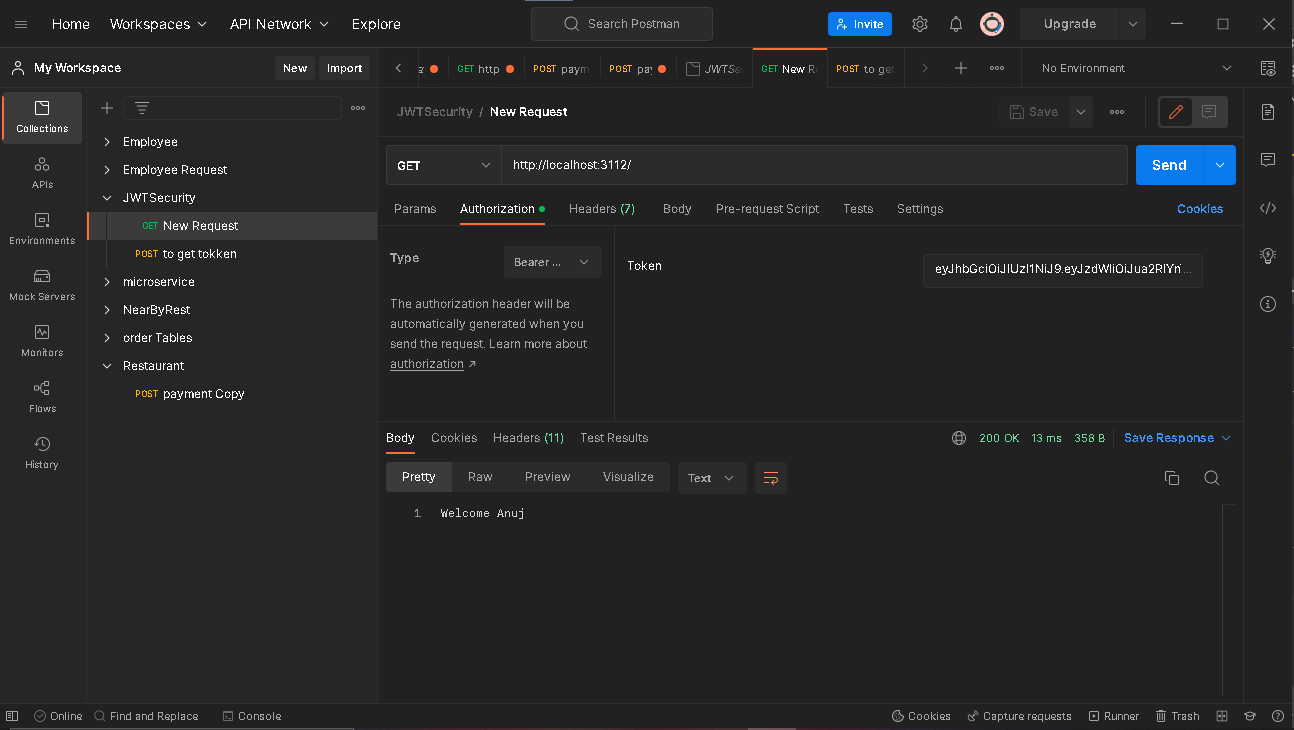 Home Workspaces API Network Explore Search Postman Invite Upgrade
My Workspace New Import
GET http POST paym POST pay JWTSe GET New R POST to get No Environment
Collections
APIs
Environments
Mock Servers
Monitors
Flows
History
Employee
Employee Request
JWTSecurity
GET New Request
POST to get tokken
microservice
NearByRest
order Tables
Restaurant
POST payment Copy
JWTSecurity / New Request Save
GET http://localhost:3112/ Send
Params Authorization Headers (7) Body Pre-request Script Tests Settings Cookies
Type Bearer ...
The authorization header will be
automatically generated when you
send the request. Learn more about
authorization ↗
Token
Body Cookies Headers (11) Test Results 200 OK 13 ms 358 B Save Response
Pretty Raw Preview Visualize Text
1 Welcome Anuj
Online Find and Replace Console Cookies Capture requests Runner Trash